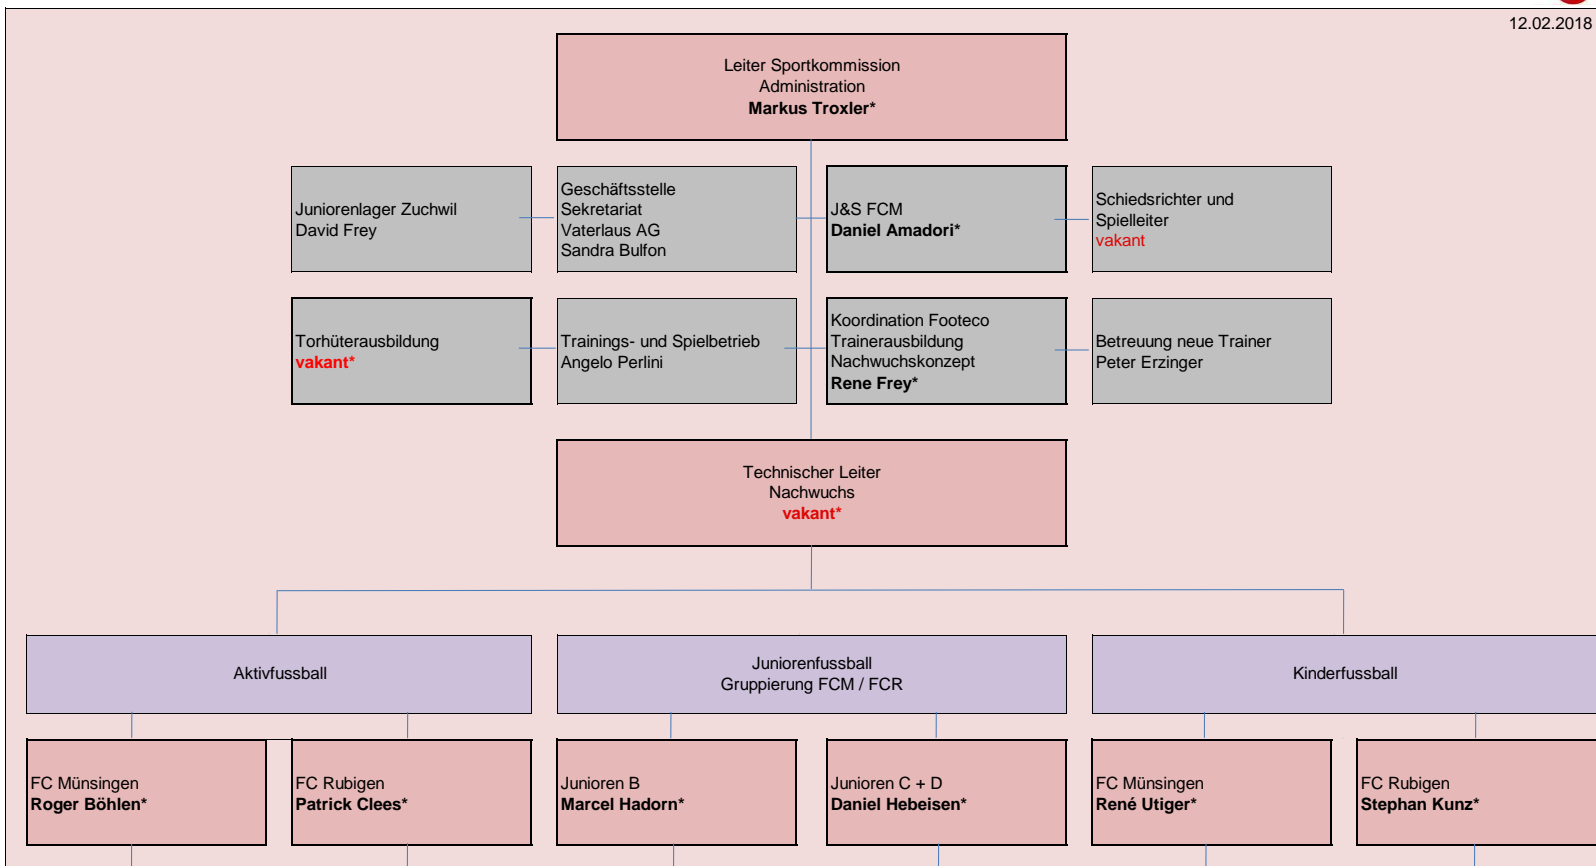 12.02.2018
Leiter Sportkommission
Administration
Markus Troxler*
Juniorenlager Zuchwil
David Frey
Geschäftsstelle
Sekretariat
Vaterlaus AG
Sandra Bulfon
J&S FCM
Daniel Amadori*
Schiedsrichter und
Spielleiter
vakant
Torhüterausbildung
vakant*
Trainings- und Spielbetrieb
Angelo Perlini
Koordination Footeco
Trainerausbildung
Nachwuchskonzept
Rene Frey*
Betreuung neue Trainer
Peter Erzinger
Technischer Leiter
Nachwuchs
vakant*
Aktivfussball
Juniorenfussball
Gruppierung FCM / FCR
Kinderfussball
FC Münsingen
Roger Böhlen*
FC Rubigen
Patrick Clees*
Junioren B
Marcel Hadorn*
Junioren C + D
Daniel Hebeisen*
FC Münsingen
René Utiger*
FC Rubigen
Stephan Kunz*